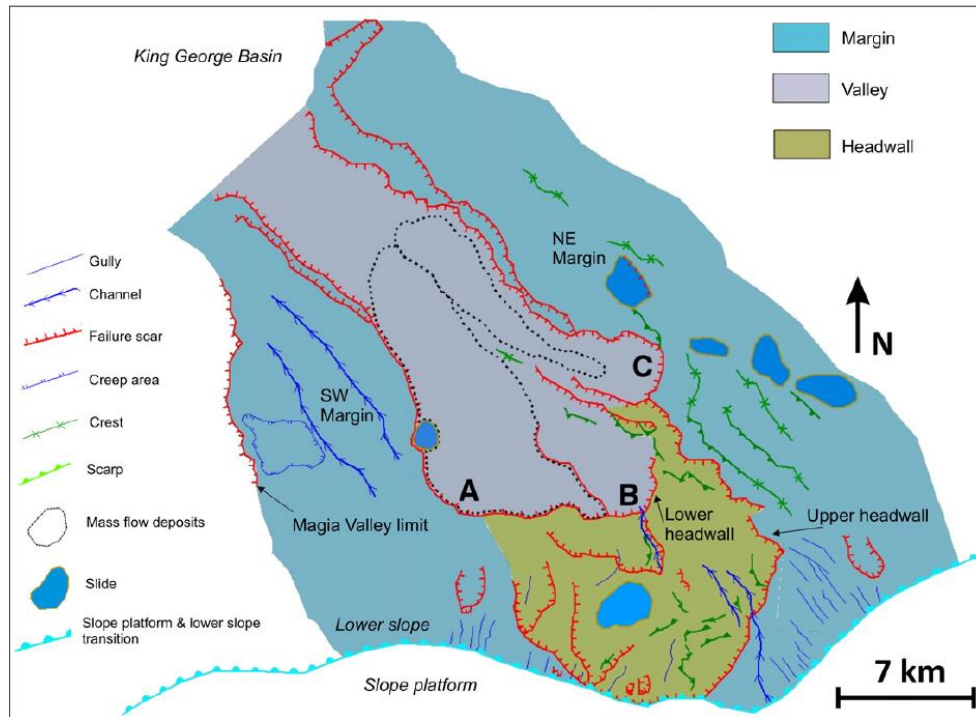 King George Basin
Margin
Valley
Headwall
NE
Margin
Gully
Channel
Failure scar
Creep area
Crest
Scarp
Mass flow deposits
Slide
Slope platform & lower slope
transition
N
C
SW
Margin
A
B
Magia Valley limit
Lower
headwall
Upper headwall
Lower slope
Slope platform
7 km